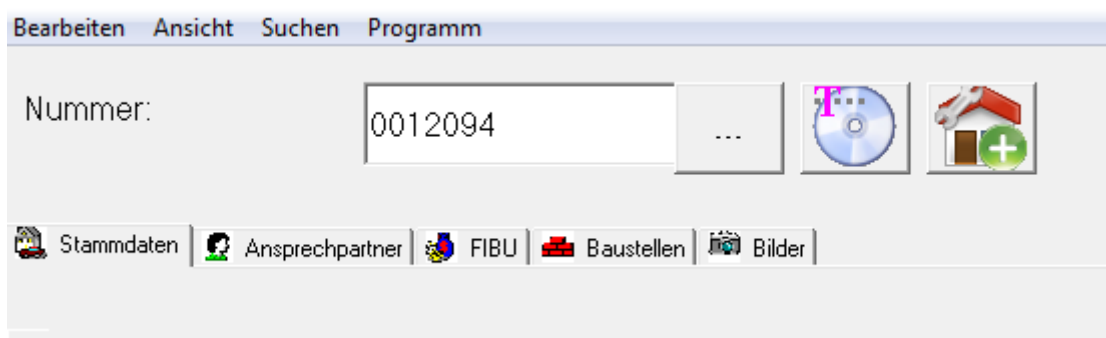 Bearbeiten Ansicht Suchen Programm
Nummer: 0012094 ... T
Stammdaten Ansprechpartner FIBU Baustellen Bilder